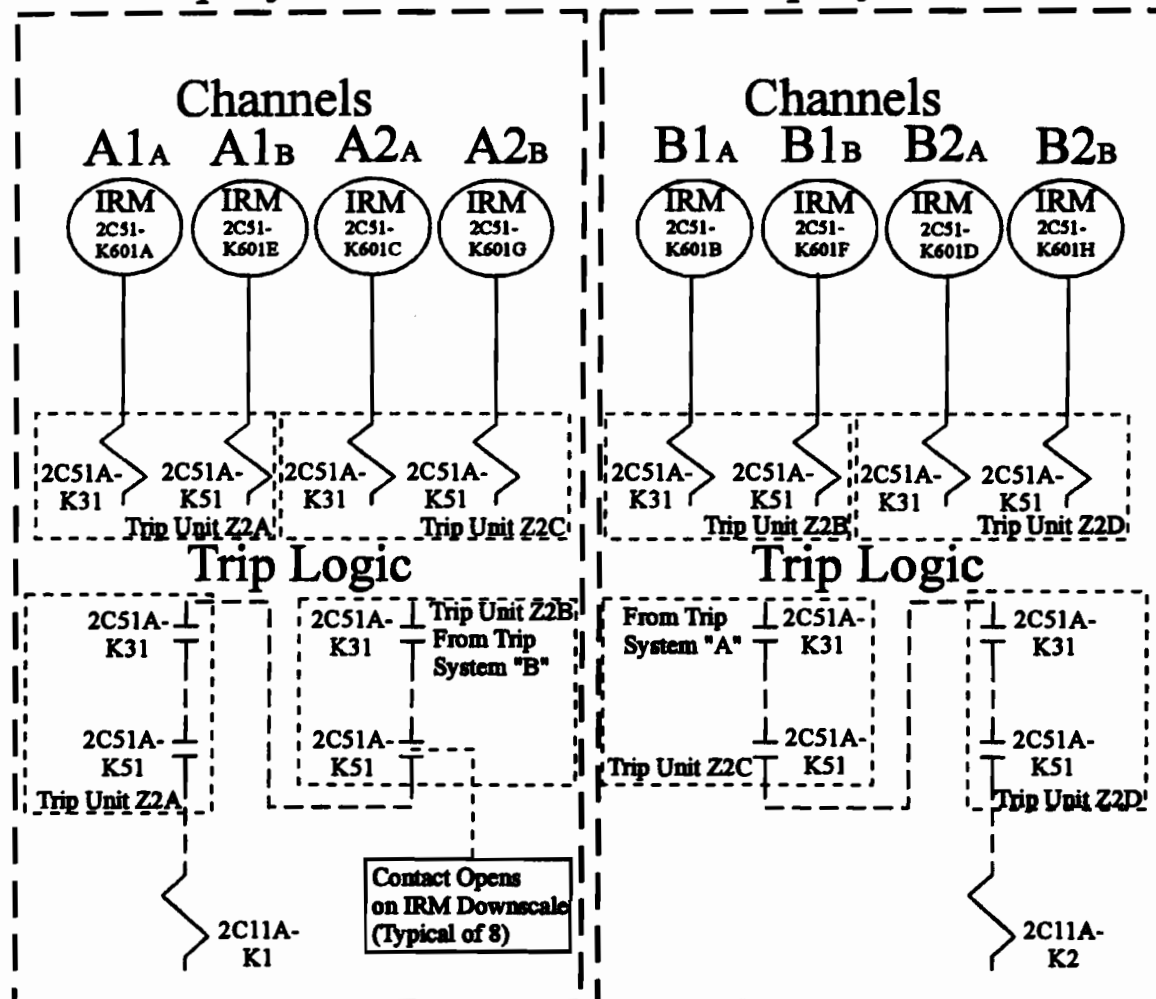 Channels
A1A A1B A2A A2B
IRM 2C51-K601A
IRM 2C51-K601E
IRM 2C51-K601C
IRM 2C51-K601G
2C51A-K31
2C51A-K51
Trip Unit Z2A
2C51A-K31
2C51A-K51
Trip Unit Z2C
Trip Logic
2C51A-K31
2C51A-K51
Trip Unit Z2A
2C51A-K31
2C51A-K51
Trip Unit Z2B
From Trip
System "B"
Contact Opens
on IRM Downscale
(Typical of 8)
2C11A-K1
Channels
B1A B1B B2A B2B
IRM 2C51-K601B
IRM 2C51-K601F
IRM 2C51-K601D
IRM 2C51-K601H
2C51A-K31
2C51A-K51
Trip Unit Z2B
2C51A-K31
2C51A-K51
Trip Unit Z2D
Trip Logic
From Trip
System "A"
2C51A-K31
2C51A-K51
Trip Unit Z2C
2C51A-K31
2C51A-K51
Trip Unit Z2D
2C11A-K2